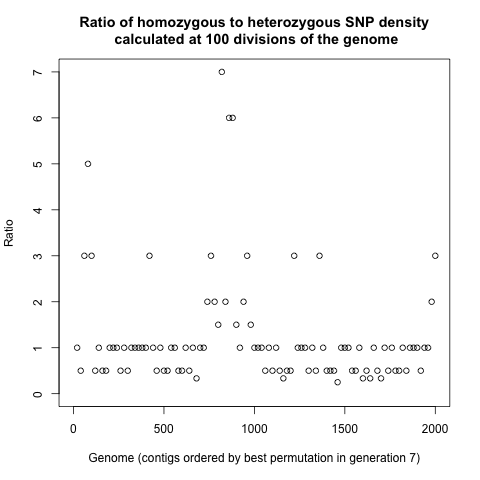 Ratio of homozygous to heterozygous SNP density
calculated at 100 divisions of the genome
7
6
5
4
3
2
1
0
Ratio
0 500 1000 1500 2000
Genome (contigs ordered by best permutation in generation 7)